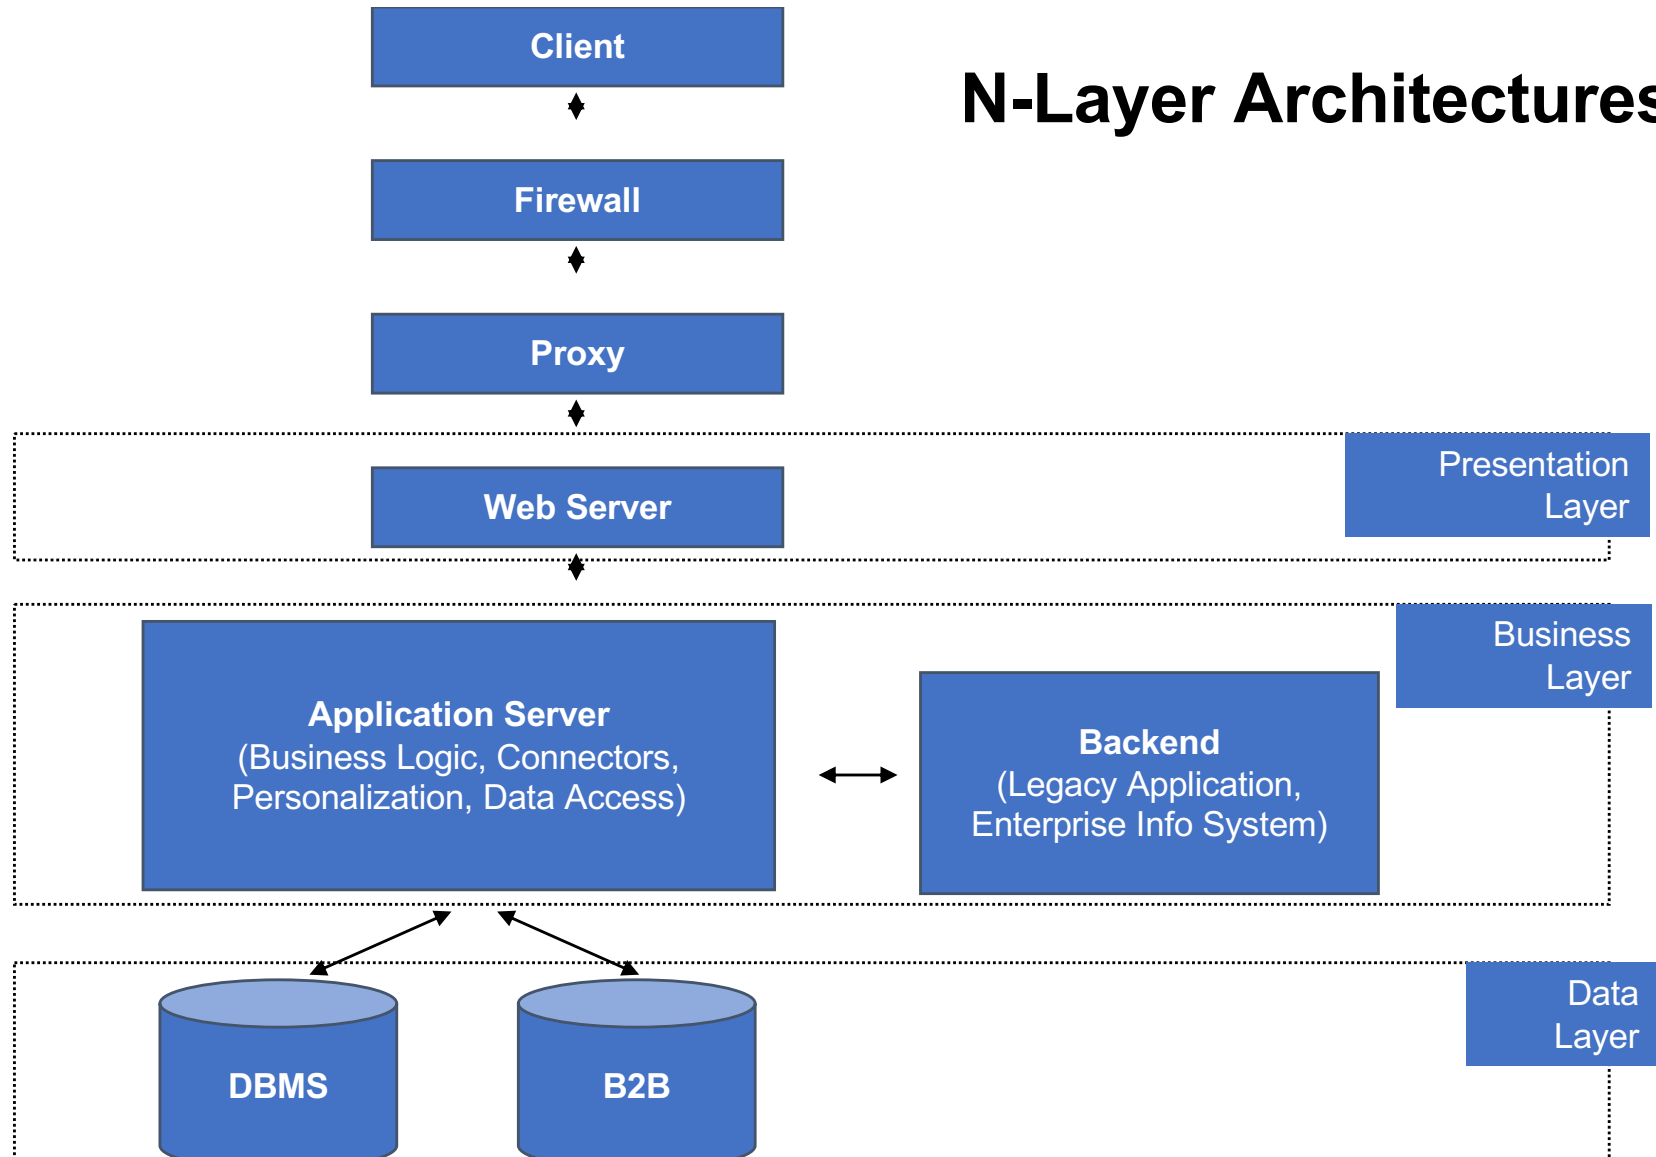 Client
N-Layer Architectures
Firewall
Proxy
Presentation
Layer
Web Server
Business
Layer
Application Server
(Business Logic, Connectors,
Personalization, Data Access)
Backend
(Legacy Application,
Enterprise Info System)
Data
Layer
DBMS
B2B